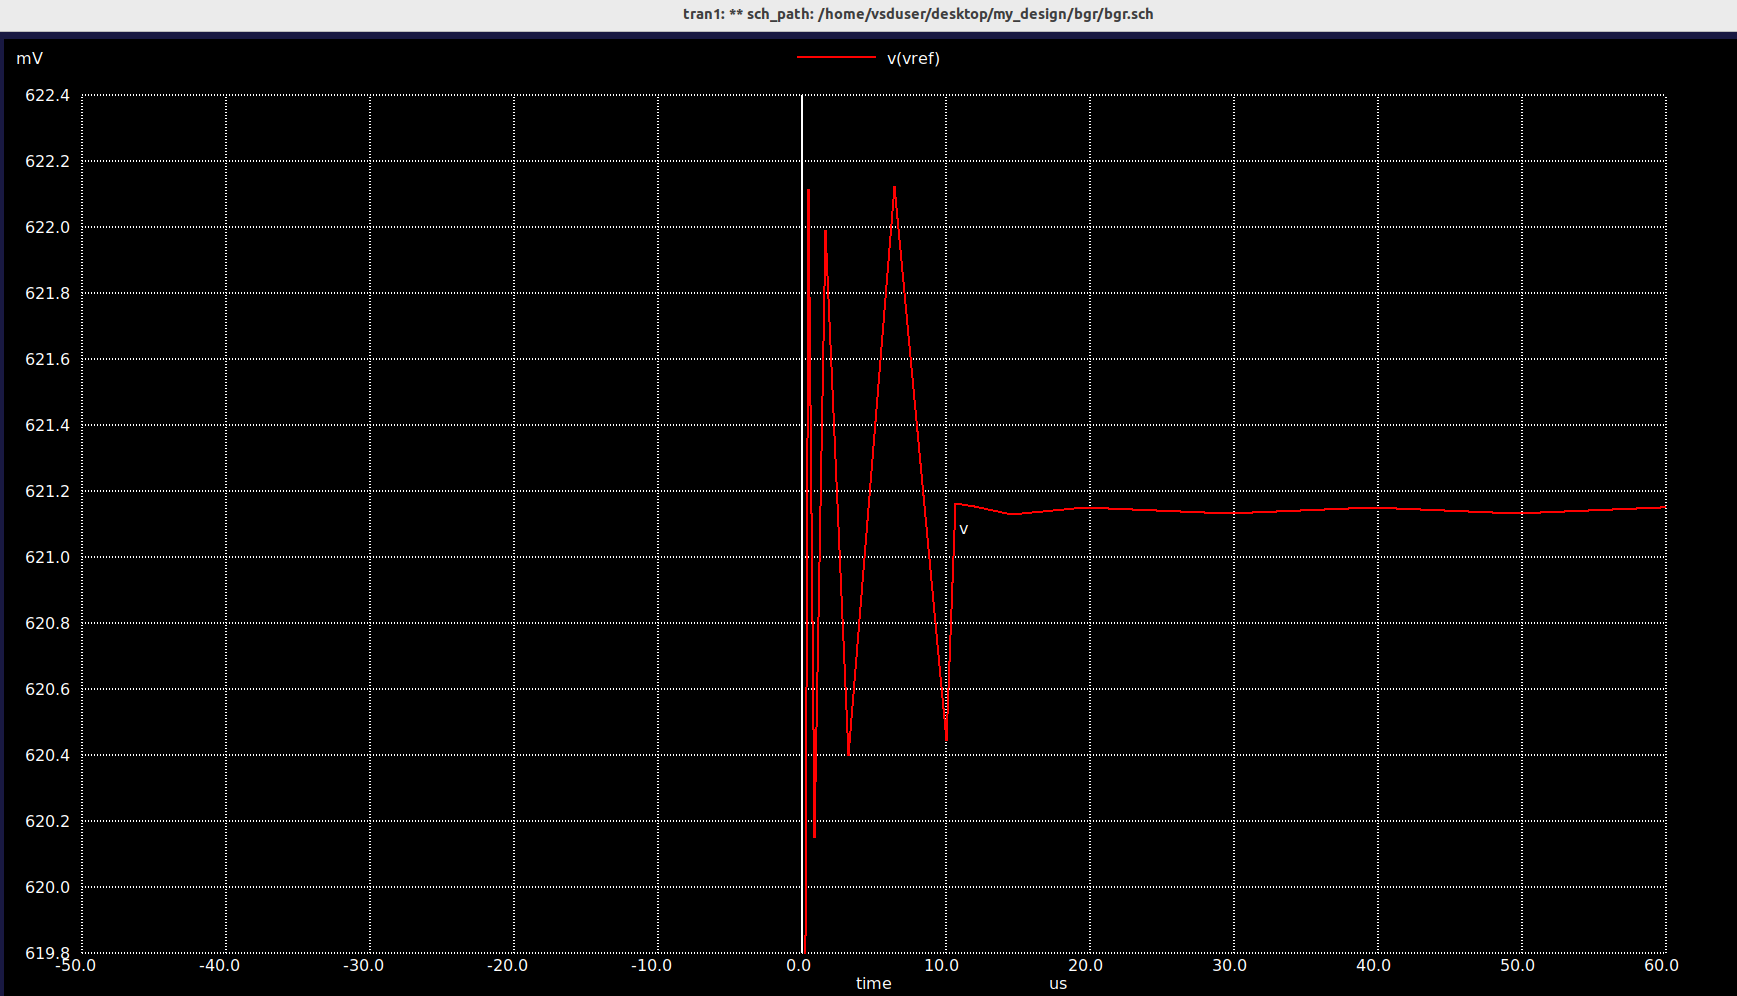 tran1: ** sch_path: /home/vsduser/desktop/my_design/bgr/bgr.sch
mV
v(vref)
622.4
622.2
622.0
621.8
621.6
621.4
621.2
621.0
620.8
620.6
620.4
620.2
620.0
619.8
v
-50.0 -40.0 -30.0 -20.0 -10.0 0.0 10.0 20.0 30.0 40.0 50.0 60.0
time us